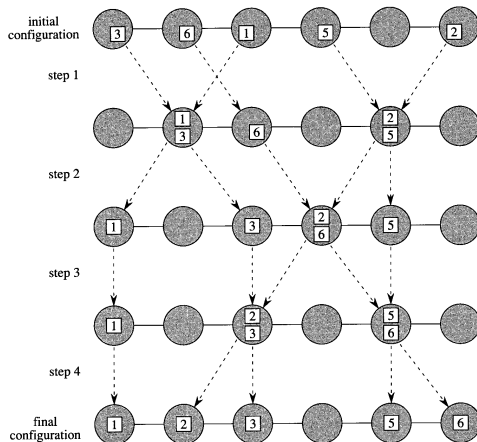 initial
configuration
3 6 1 5 2
step 1
1 2
3 6 5
step 2
2
1 3 6 5
step 3
2 5
1 3 6
step 4
final
configuration
1 2 3 5 6